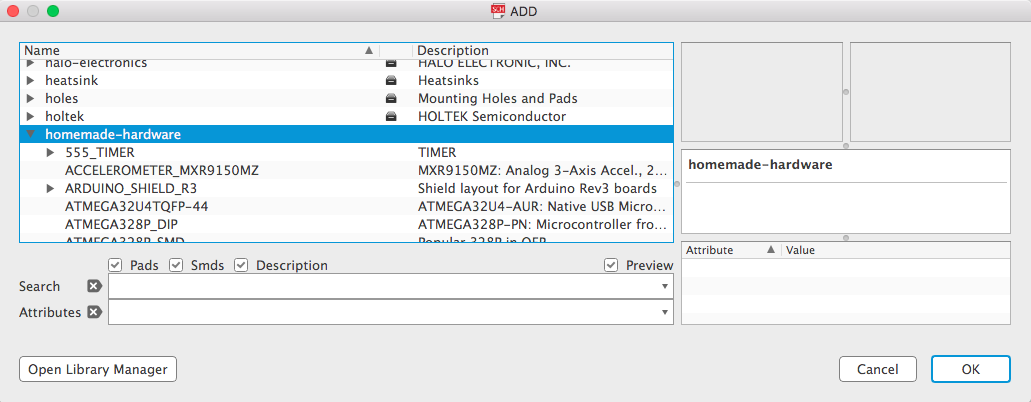 SCH ADD
Name Description
halo-electronics HALO ELECTRONIC, INC.
heatsink Heatsinks
holes Mounting Holes and Pads
holtek HOLTEK Semiconductor
homemade-hardware
555_TIMER TIMER
ACCELEROMETER_MXR9150MZ MXR9150MZ: Analog 3-Axis Accel., 2...
ARDUINO_SHIELD_R3 Shield layout for Arduino Rev3 boards
ATMEGA32U4TQFP-44 ATMEGA32U4-AUR: Native USB Micro...
ATMEGA328P_DIP ATMEGA328P-PN: Microcontroller fro...
ATMEGA328P_SMD Popular 328P in QFP
homemade-hardware
Attribute Value
Pads Smds Description Preview
Search
Attributes
Open Library Manager Cancel OK